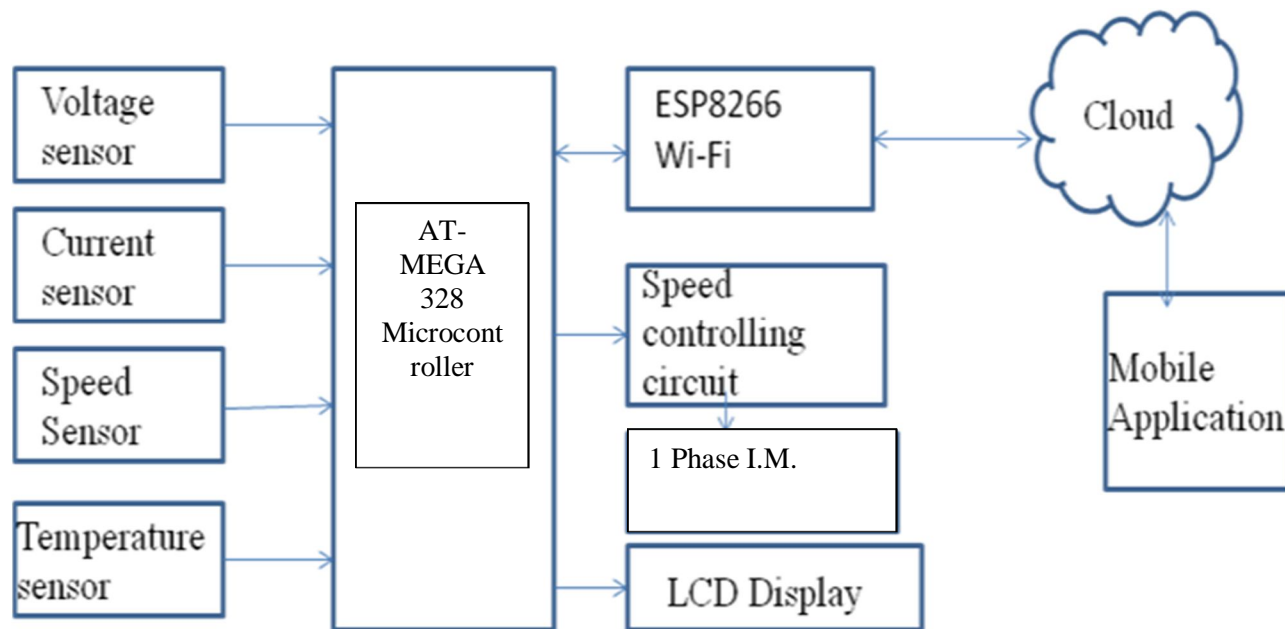 Voltage
sensor
Current
sensor
Speed
Sensor
Temperature
sensor
AT-
MEGA
328
Microcont
roller
ESP8266
Wi-Fi
Speed
controlling
circuit
1 Phase I.M.
LCD Display
Cloud
Mobile
Application